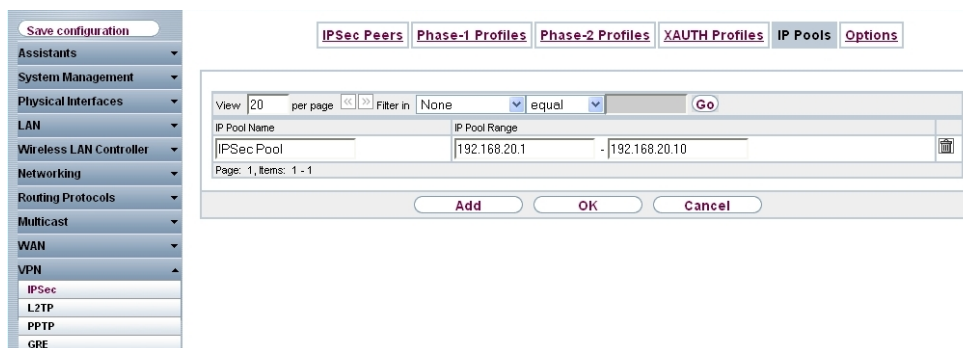 Save configuration
Assistants
System Management
Physical Interfaces
LAN
Wireless LAN Controller
Networking
Routing Protocols
Multicast
WAN
VPN
IPSec
L2TP
PPTP
GRE
IPSec Peers Phase-1 Profiles Phase-2 Profiles XAUTH Profiles IP Pools Options
View 20 per page << >> Filter in None equal Go
IP Pool Name IP Pool Range
IPSec Pool 192.168.20.1 - 192.168.20.10
Page: 1, Items: 1 - 1
Add OK Cancel